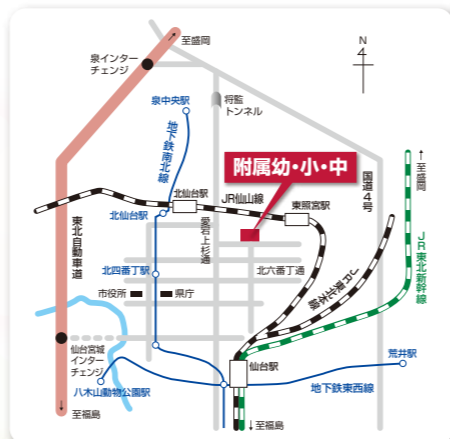 至盛岡
泉インター
チェンジ
N
4
将監
トンネル
泉中央駅
地下鉄南北線
附属幼・小・中
国道4号
至盛岡
北仙台駅
JR仙山線
東照宮駅
北仙台駅
愛宕上杉通
東北自動車道
JR東北新幹線
北四番丁駅
北六番丁通
JR東北本線
市役所
県庁
仙台宮城
インター
チェンジ
仙台駅
荒井駅
八木山動物公園駅
地下鉄東西線
至福島
至福島